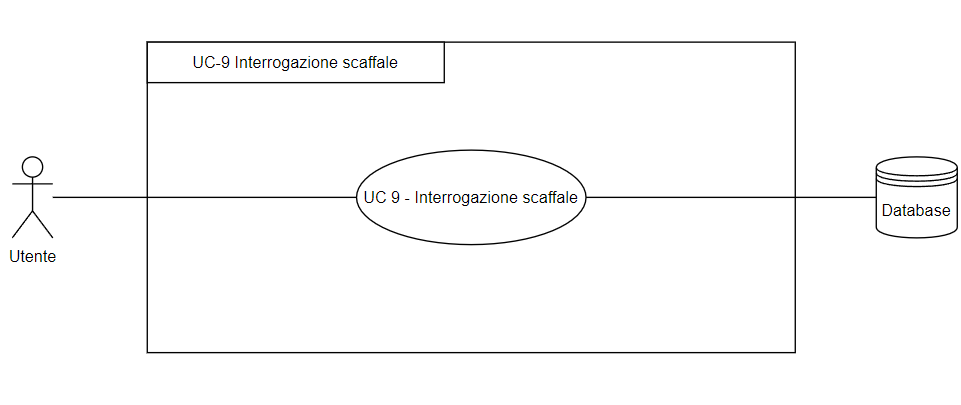 UC-9 Interrogazione scaffale
UC 9 - Interrogazione scaffale
Database
Utente